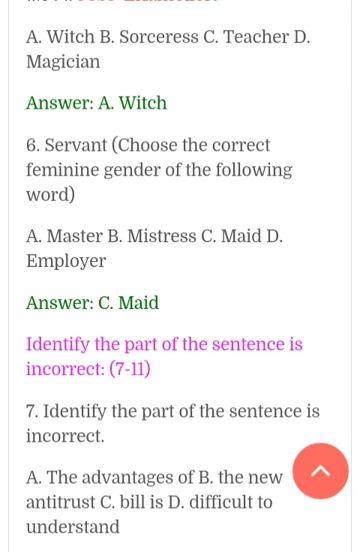 A. Witch B. Sorceress C. Teacher D.
Magician
Answer: A. Witch
6. Servant (Choose the correct
feminine gender of the following
word)
A. Master B. Mistress C. Maid D.
Employer
Answer: C. Maid
Identify the part of the sentence is
incorrect: (7-11)
7. Identify the part of the sentence is
incorrect.
A. The advantages of B. the new
antitrust C. bill is D. difficult to
understand